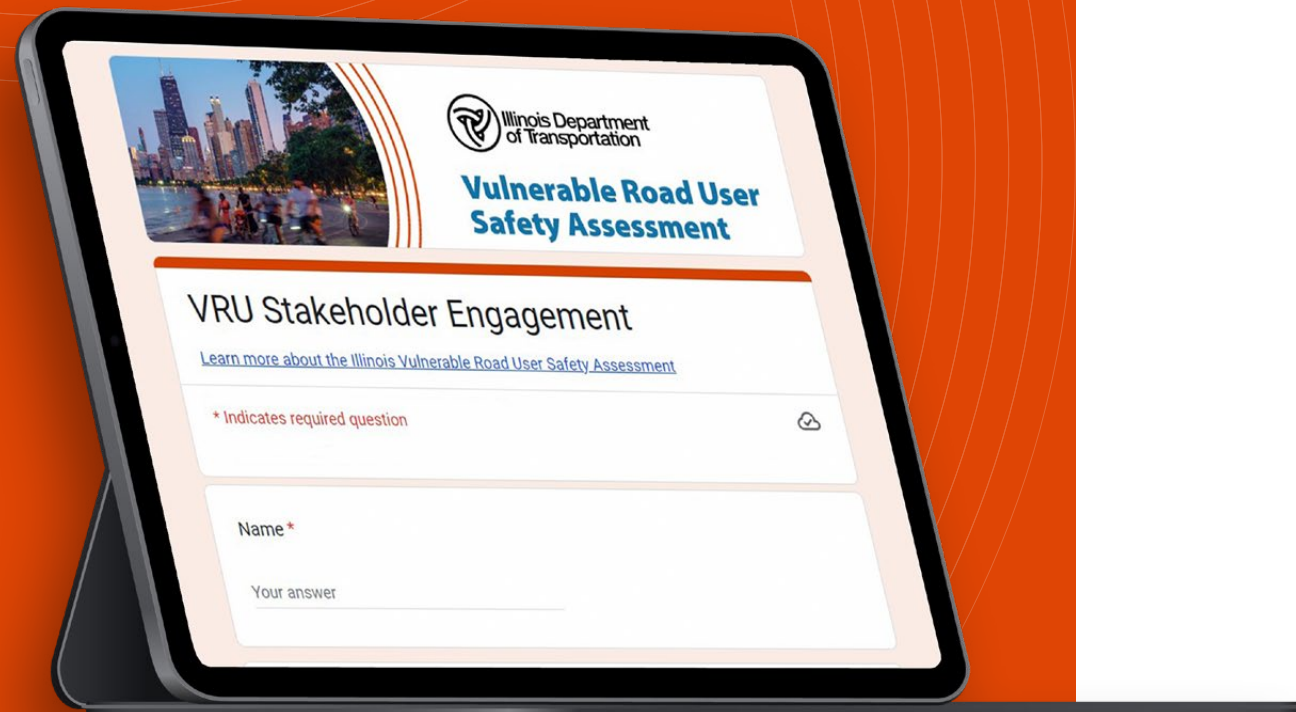 Illinois Department
of Transportation
Vulnerable Road User
Safety Assessment
VRU Stakeholder Engagement
Learn more about the Illinois Vulnerable Road User Safety Assessment
* Indicates required question
Name *
Your answer